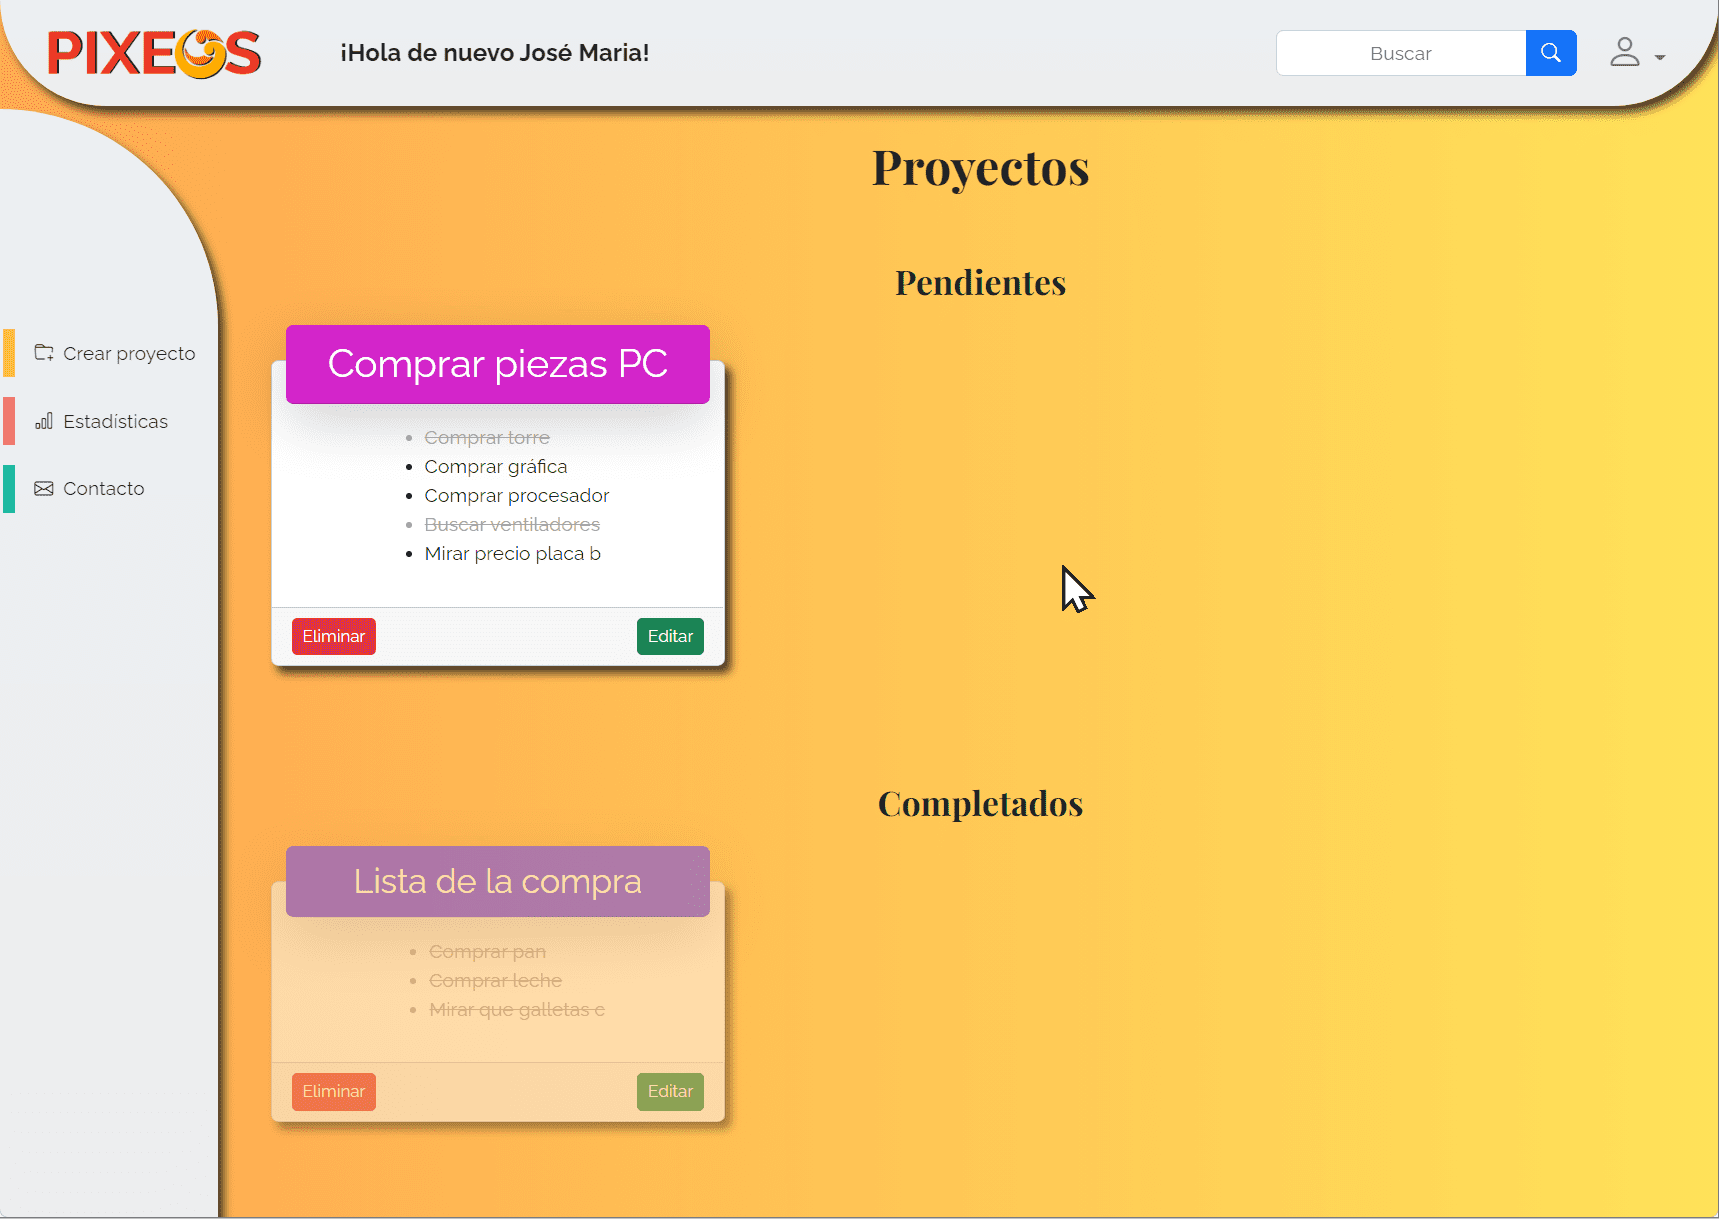 PIXEOS
¡Hola de nuevo José Maria!
Buscar
Crear proyecto
Estadísticas
Contacto
Proyectos
Pendientes
Comprar piezas PC
Comprar torre
Comprar gráfica
Comprar procesador
Buscar ventiladores
Mirar precio placa b
Eliminar
Editar
Completados
Lista de la compra
Comprar pan
Comprar leche
Mirar que galletas c
Eliminar
Editar